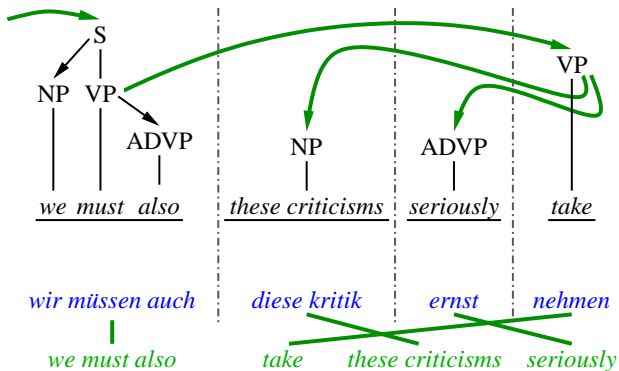 S
VP
NP VP
ADVP
NP ADVP
we must also these criticisms seriously take
wir müssen auch diese kritik ernst nehmen
we must also take these criticisms seriously